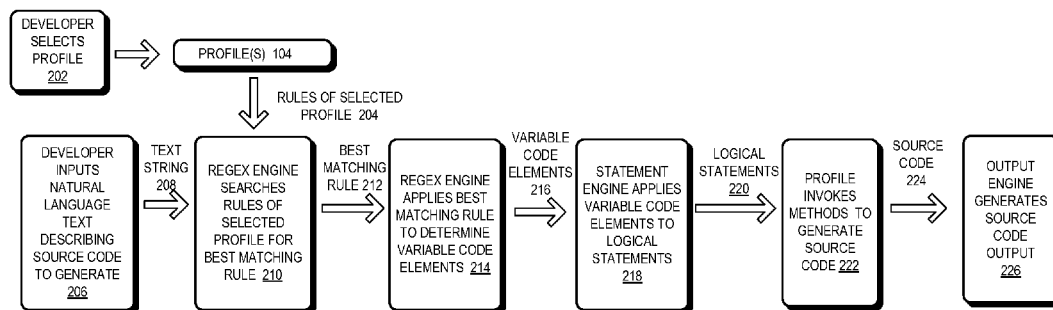 DEVELOPER
SELECTS
PROFILE
202
PROFILE(S) 104
RULES OF SELECTED
PROFILE 204
DEVELOPER
INPUTS
NATURAL
LANGUAGE
TEXT
DESCRIBING
SOURCE CODE
TO GENERATE
206
TEXT
STRING
208
REGEX ENGINE
SEARCHES
RULES OF
SELECTED
PROFILE FOR
BEST MATCHING
RULE 210
BEST
MATCHING
RULE 212
REGEX ENGINE
APPLIES BEST
MATCHING RULE
TO DETERMINE
VARIABLE CODE
ELEMENTS 214
VARIABLE
CODE
ELEMENTS 216
STATEMENT
ENGINE APPLIES
VARIABLE CODE
ELEMENTS TO
LOGICAL
STATEMENTS
218
LOGICAL
STATEMENTS
220
PROFILE
INVOKES
METHODS TO
GENERATE
SOURCE
CODE 222
SOURCE
CODE
224
OUTPUT
ENGINE
GENERATES
SOURCE
CODE
OUTPUT
226